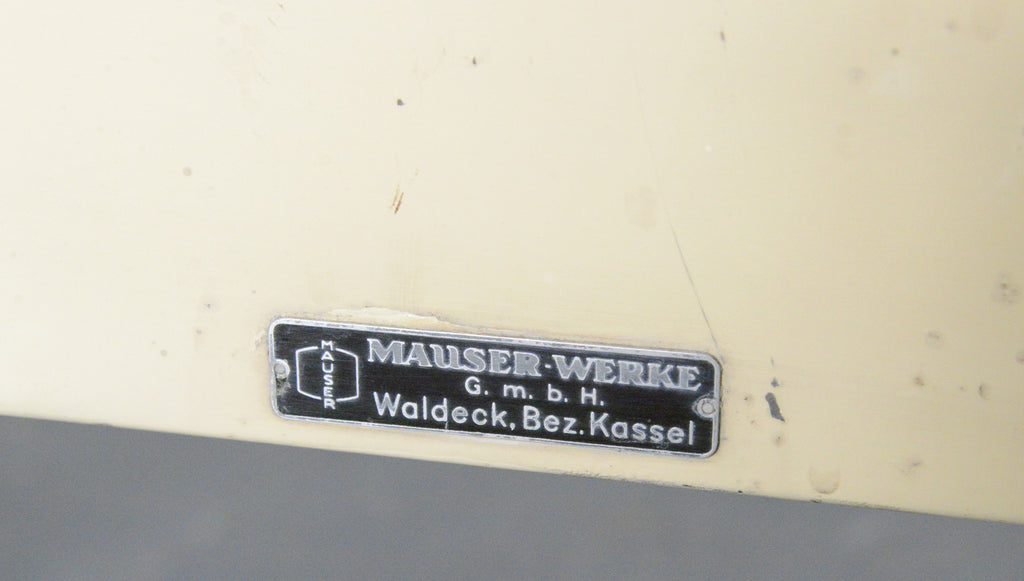 MAUSER
MAUSER-WERKE
G. m. b. H.
Waldeck, Bez. Kassel